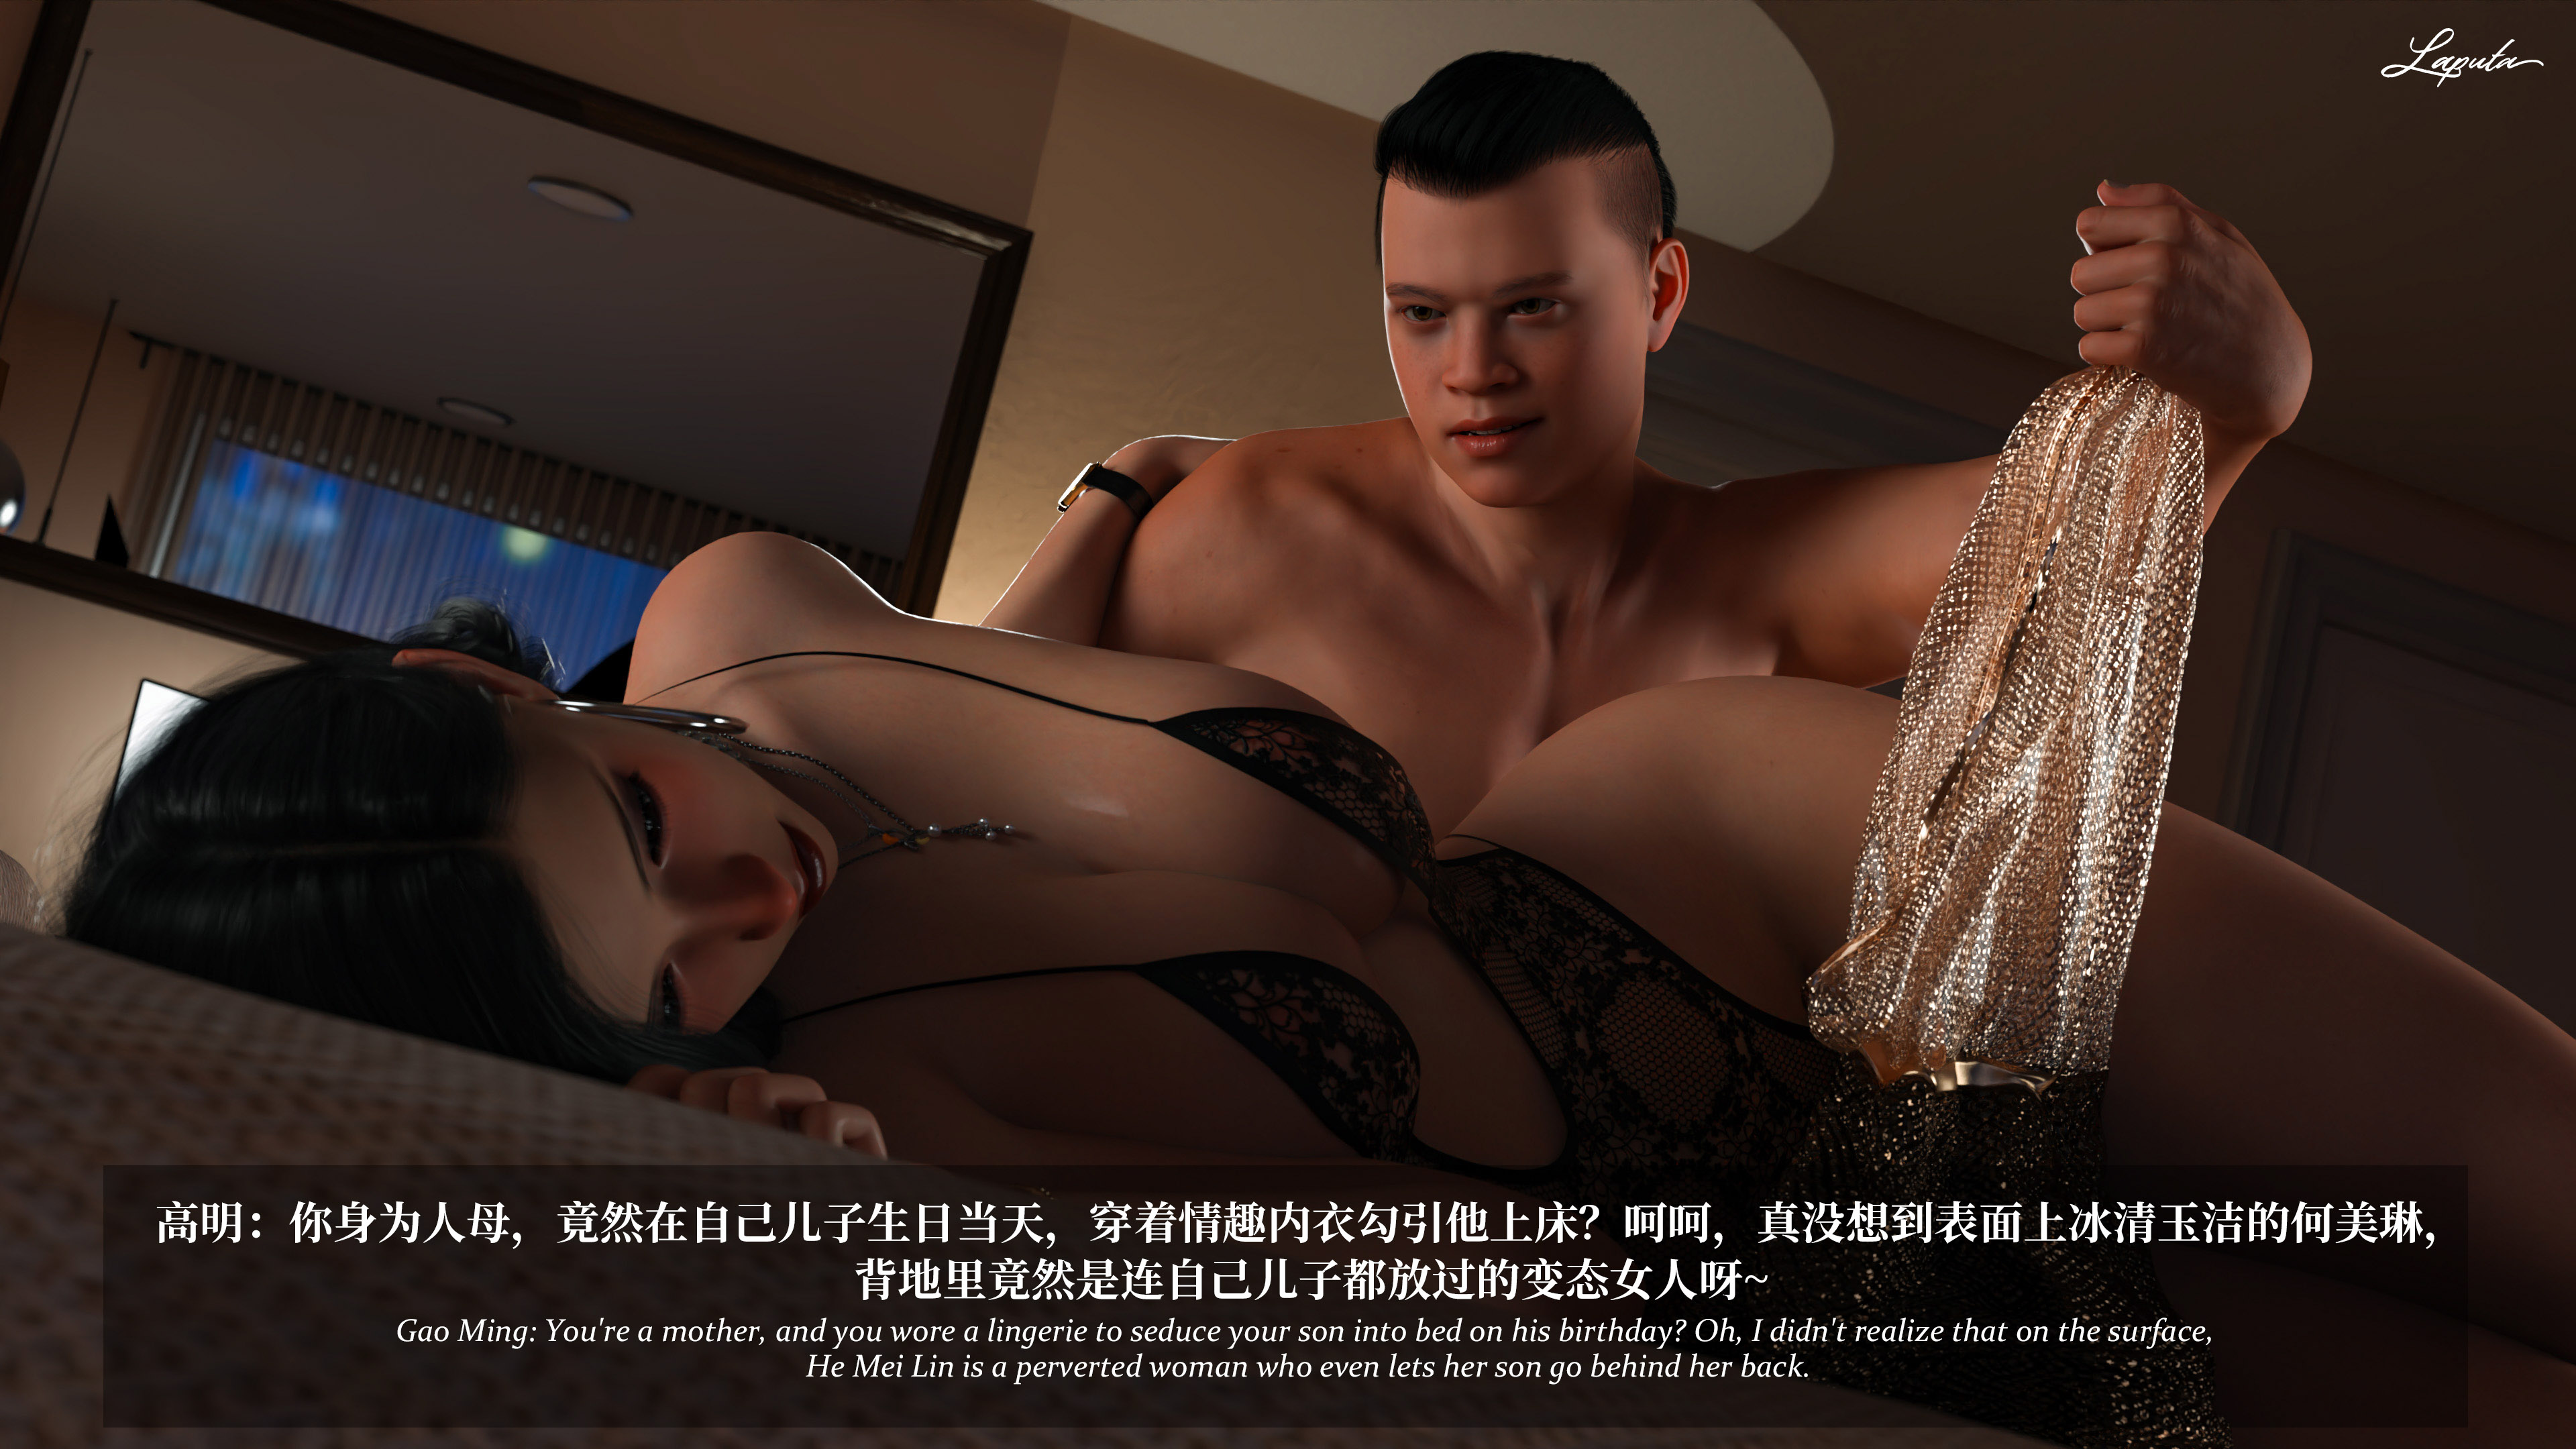 Laputa
高明：你身为人母，竟然在自己儿子生日当天，穿着情趣内衣勾引他上床？呵呵，真没想到表面上冰清玉洁的何美琳，
背地里竟然是连自己儿子都放过的变态女人呀~
Gao Ming: You're a mother, and you wore a lingerie to seduce your son into bed on his birthday? Oh, I didn't realize that on the surface,
He Mei Lin is a perverted woman who even lets her son go behind her back.